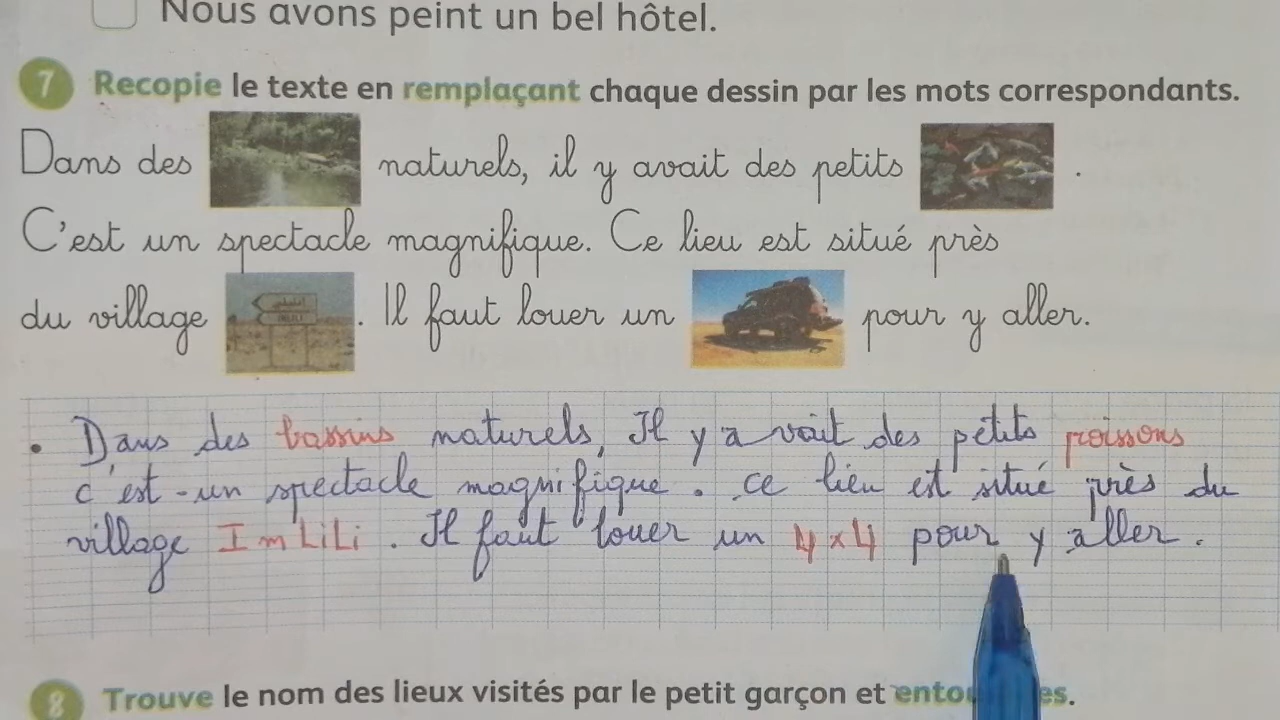 Nous avons peint un bel hôtel.
7 Recopie le texte en remplaçant chaque dessin par les mots correspondants.
Dans des naturels, il y avait des petits .
C'est un spectacle magnifique. Ce lieu est situé près
du village . Il faut louer un pour y aller.
. Dans des bassins naturels, Il y a vait des petits poissons
c'est-un spectacle magnifique . ce lieu est situé près du
village ImLiLi . Il faut louer un 4x4 pour y aller .
8 Trouve le nom des lieux visités par le petit garçon et es.